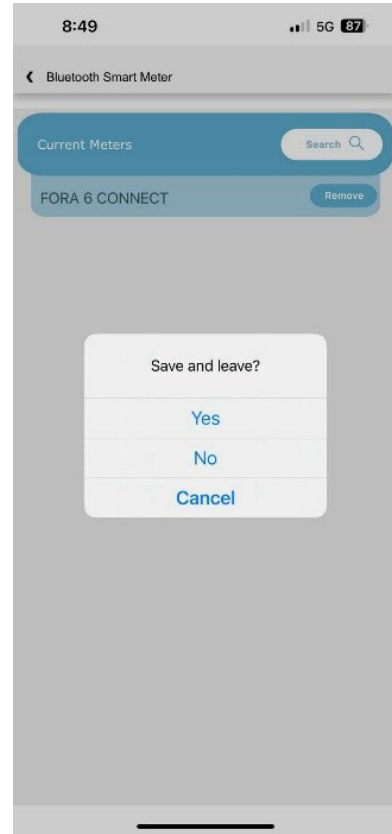 8:49 5G 87
Bluetooth Smart Meter
Current Meters Search
FORA 6 CONNECT Remove
Save and leave?
Yes
No
Cancel